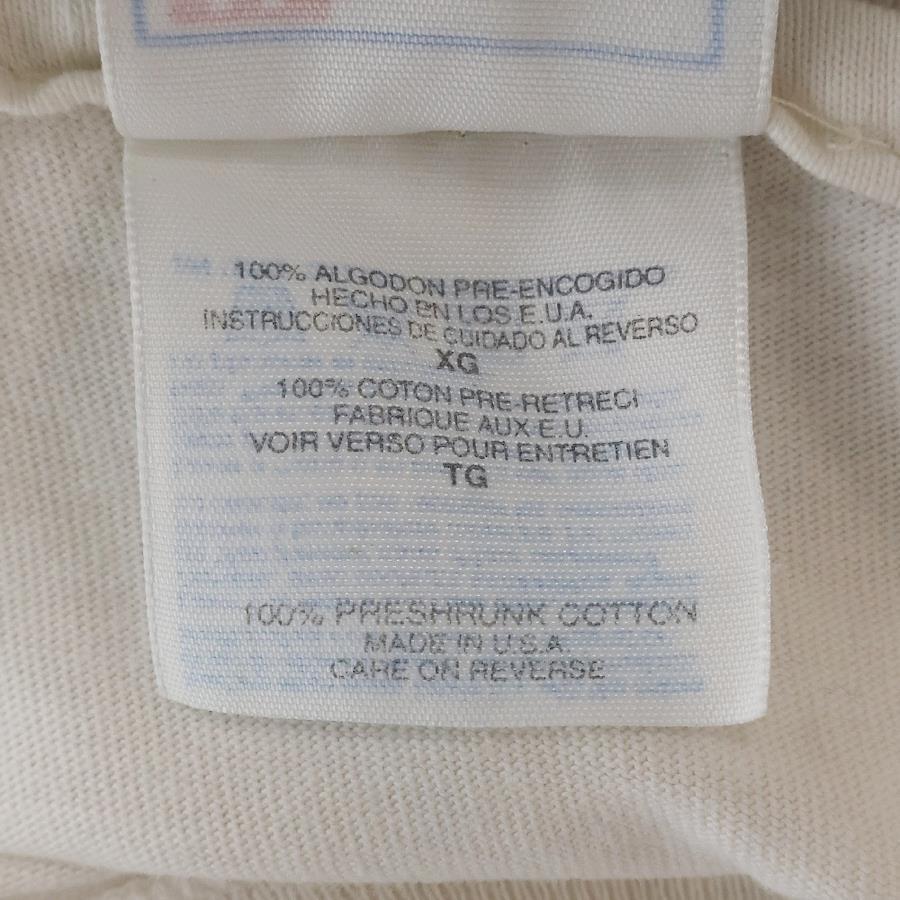 100% ALGODON PRE-ENCOGIDO
HECHO EN LOS E.U.A.
INSTRUCCIONES DE CUIDADO AL REVERSO
XG
100% COTON PRE-RETRECI
FABRIQUE AUX E.U.
VOIR VERSO POUR ENTRETIEN
TG
100% PRESHRUNK COTTON
MADE IN U.S.A.
CARE ON REVERSE